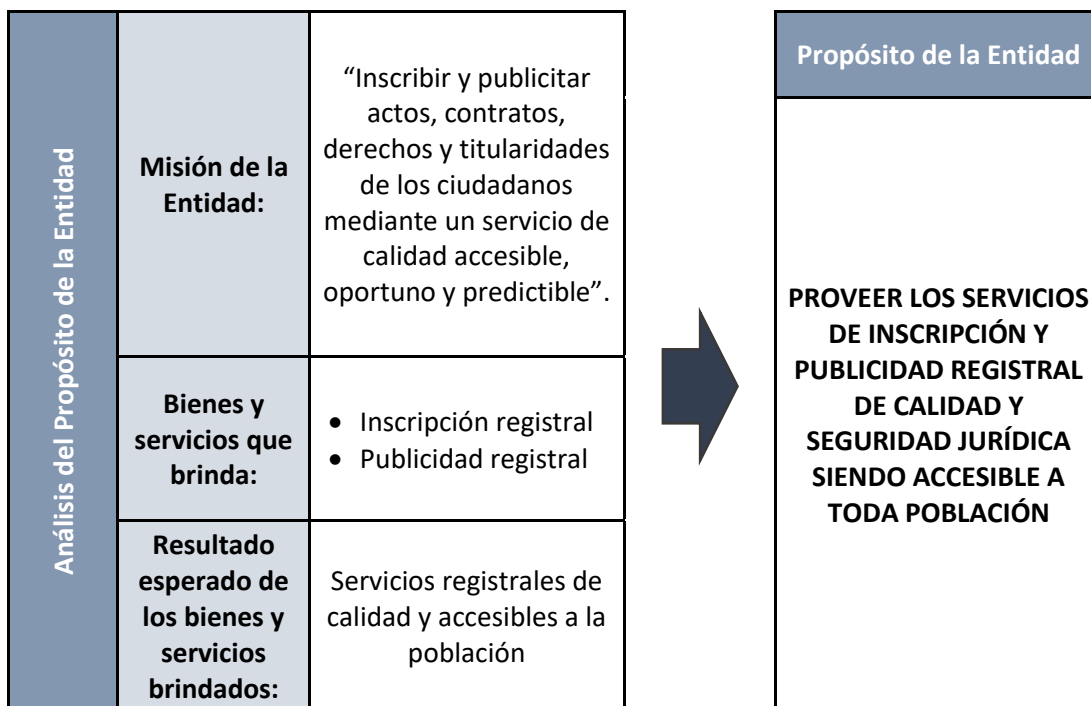 Análisis del Propósito de la Entidad
Misión de la
Entidad:
“Inscribir y publicitar
actos, contratos,
derechos y titularidades
de los ciudadanos
mediante un servicio de
calidad accesible,
oportuno y predictible”.
Bienes y
servicios que
brinda:
• Inscripción registral
• Publicidad registral
Resultado
esperado de
los bienes y
servicios
brindados:
Servicios registrales de
calidad y accesibles a la
población
Propósito de la Entidad
PROVEER LOS SERVICIOS
DE INSCRIPCIÓN Y
PUBLICIDAD REGISTRAL
DE CALIDAD Y
SEGURIDAD JURÍDICA
SIENDO ACCESIBLE A
TODA POBLACIÓN